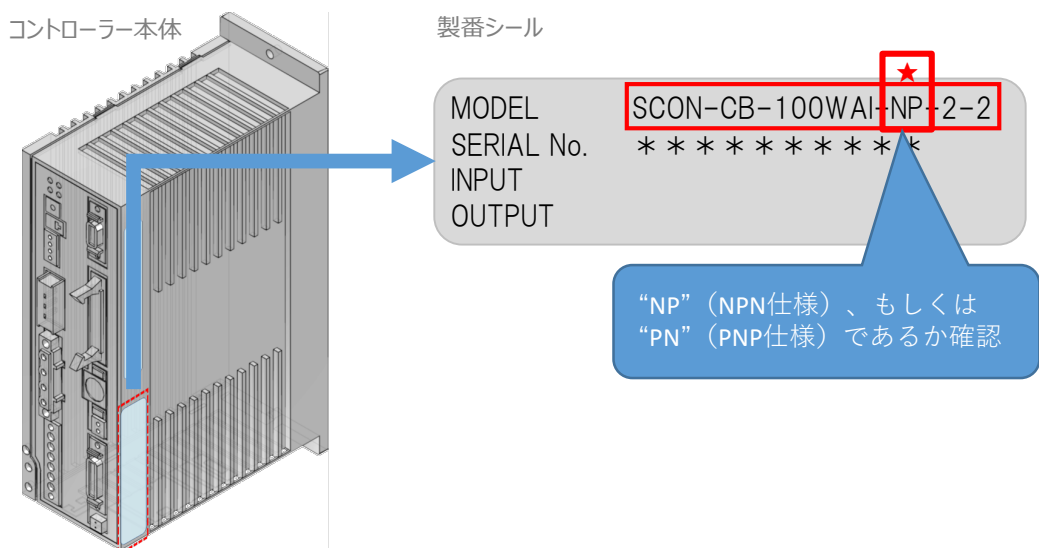 コントローラー本体
製番シール
★
MODEL SCON-CB-100WAI-NP-2-2
SERIAL No. ＊＊＊＊＊＊＊＊＊＊
INPUT
OUTPUT
“NP”（NPN仕様）、もしくは
“PN”（PNP仕様）であるか確認